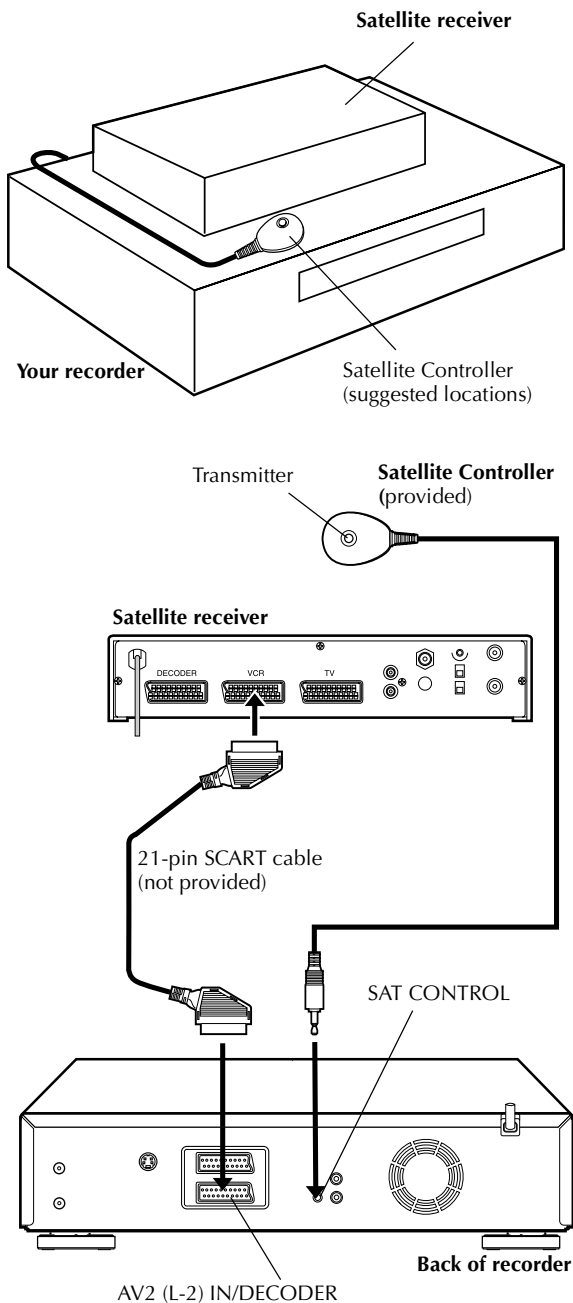 Satellite receiver
Your recorder
Satellite Controller
(suggested locations)
Transmitter
Satellite Controller
(provided)
Satellite receiver
DECODER VCR TV
21-pin SCART cable
(not provided)
SAT CONTROL
Back of recorder
AV2 (L-2) IN/DECODER